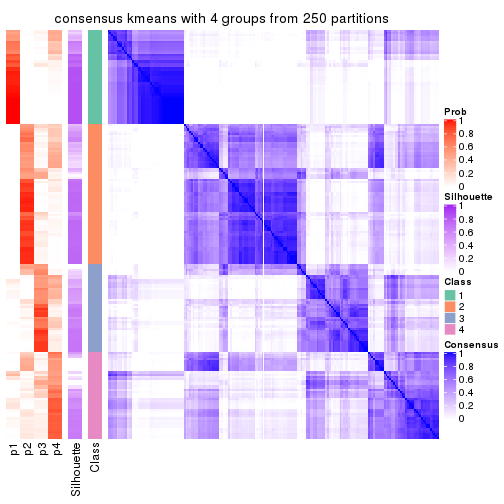 consensus kmeans with 4 groups from 250 partitions
Prob
1
0.8
0.6
0.4
0.2
0
Silhouette
1
0.8
0.6
0.4
0.2
0
Class
1
2
3
4
Consensus
1
0.8
0.6
0.4
0.2
0
p1
p2
p3
p4
Silhouette
Class